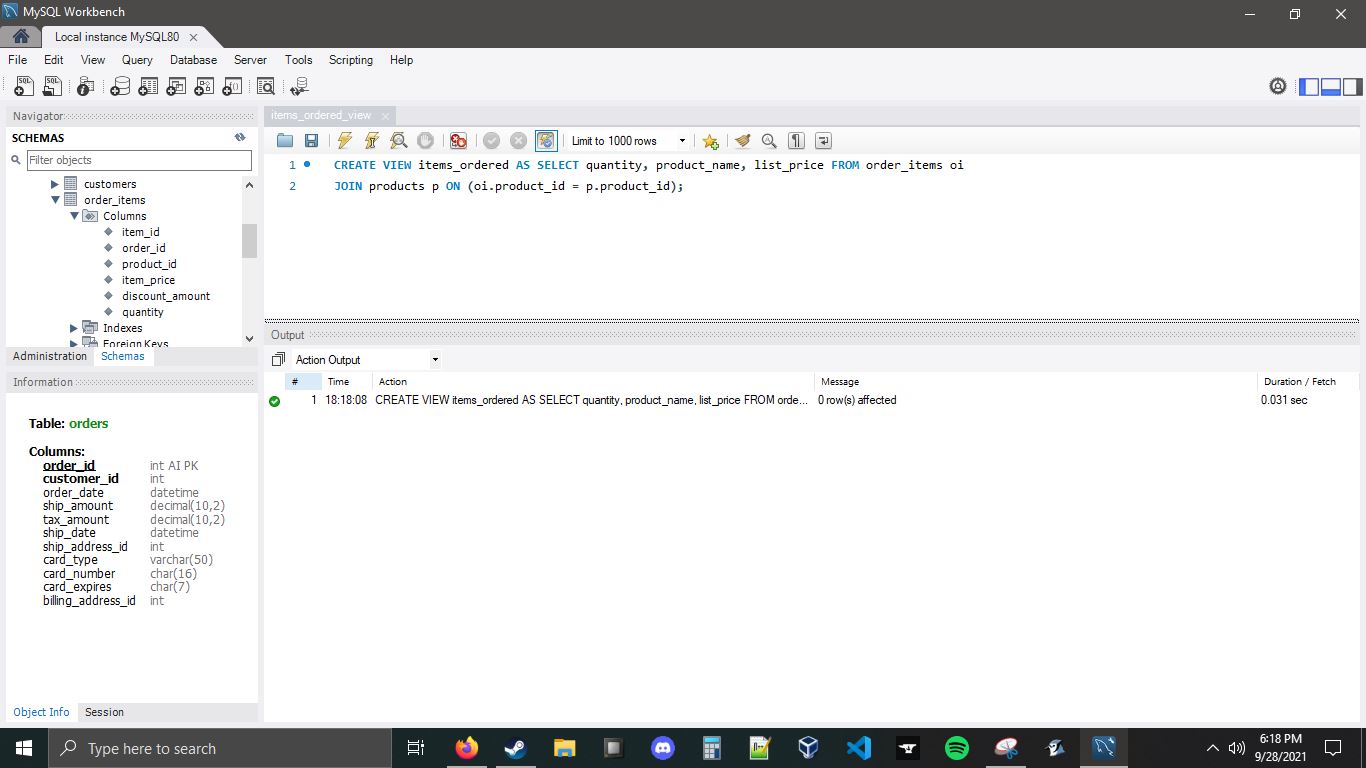 MySQL Workbench
Local instance MySQL80
File Edit View Query Database Server Tools Scripting Help
Navigator
SCHEMAS
Filter objects
customers
order_items
Columns
item_id
order_id
product_id
item_price
discount_amount
quantity
Indexes
Foreign Keys
Administration Schemas
Information
Table: orders
Columns:
order_id int AI PK
customer_id int
order_date datetime
ship_amount decimal(10,2)
tax_amount decimal(10,2)
ship_date datetime
ship_address_id int
card_type varchar(50)
card_number char(16)
card_expires char(7)
billing_address_id int
Object Info Session
items_ordered_view
Limit to 1000 rows
1 CREATE VIEW items_ordered AS SELECT quantity, product_name, list_price FROM order_items oi
2 JOIN products p ON (oi.product_id = p.product_id);
Output
Action Output
# Time Action Message Duration / Fetch
1 18:18:08 CREATE VIEW items_ordered AS SELECT quantity, product_name, list_price FROM orde... 0 row(s) affected 0.031 sec
Type here to search
6:18 PM
9/28/2021